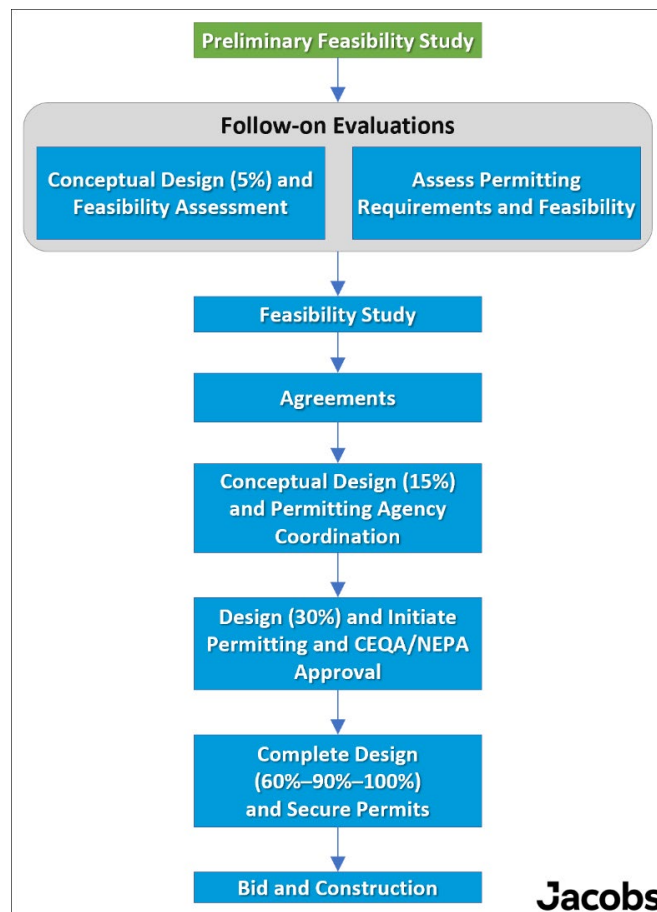 Preliminary Feasibility Study
Follow-on Evaluations
Conceptual Design (5%) and
Feasibility Assessment
Assess Permitting
Requirements and Feasibility
Feasibility Study
Agreements
Conceptual Design (15%)
and Permitting Agency
Coordination
Design (30%) and Initiate
Permitting and CEQA/NEPA
Approval
Complete Design
(60%–90%–100%)
and Secure Permits
Bid and Construction
Jacobs